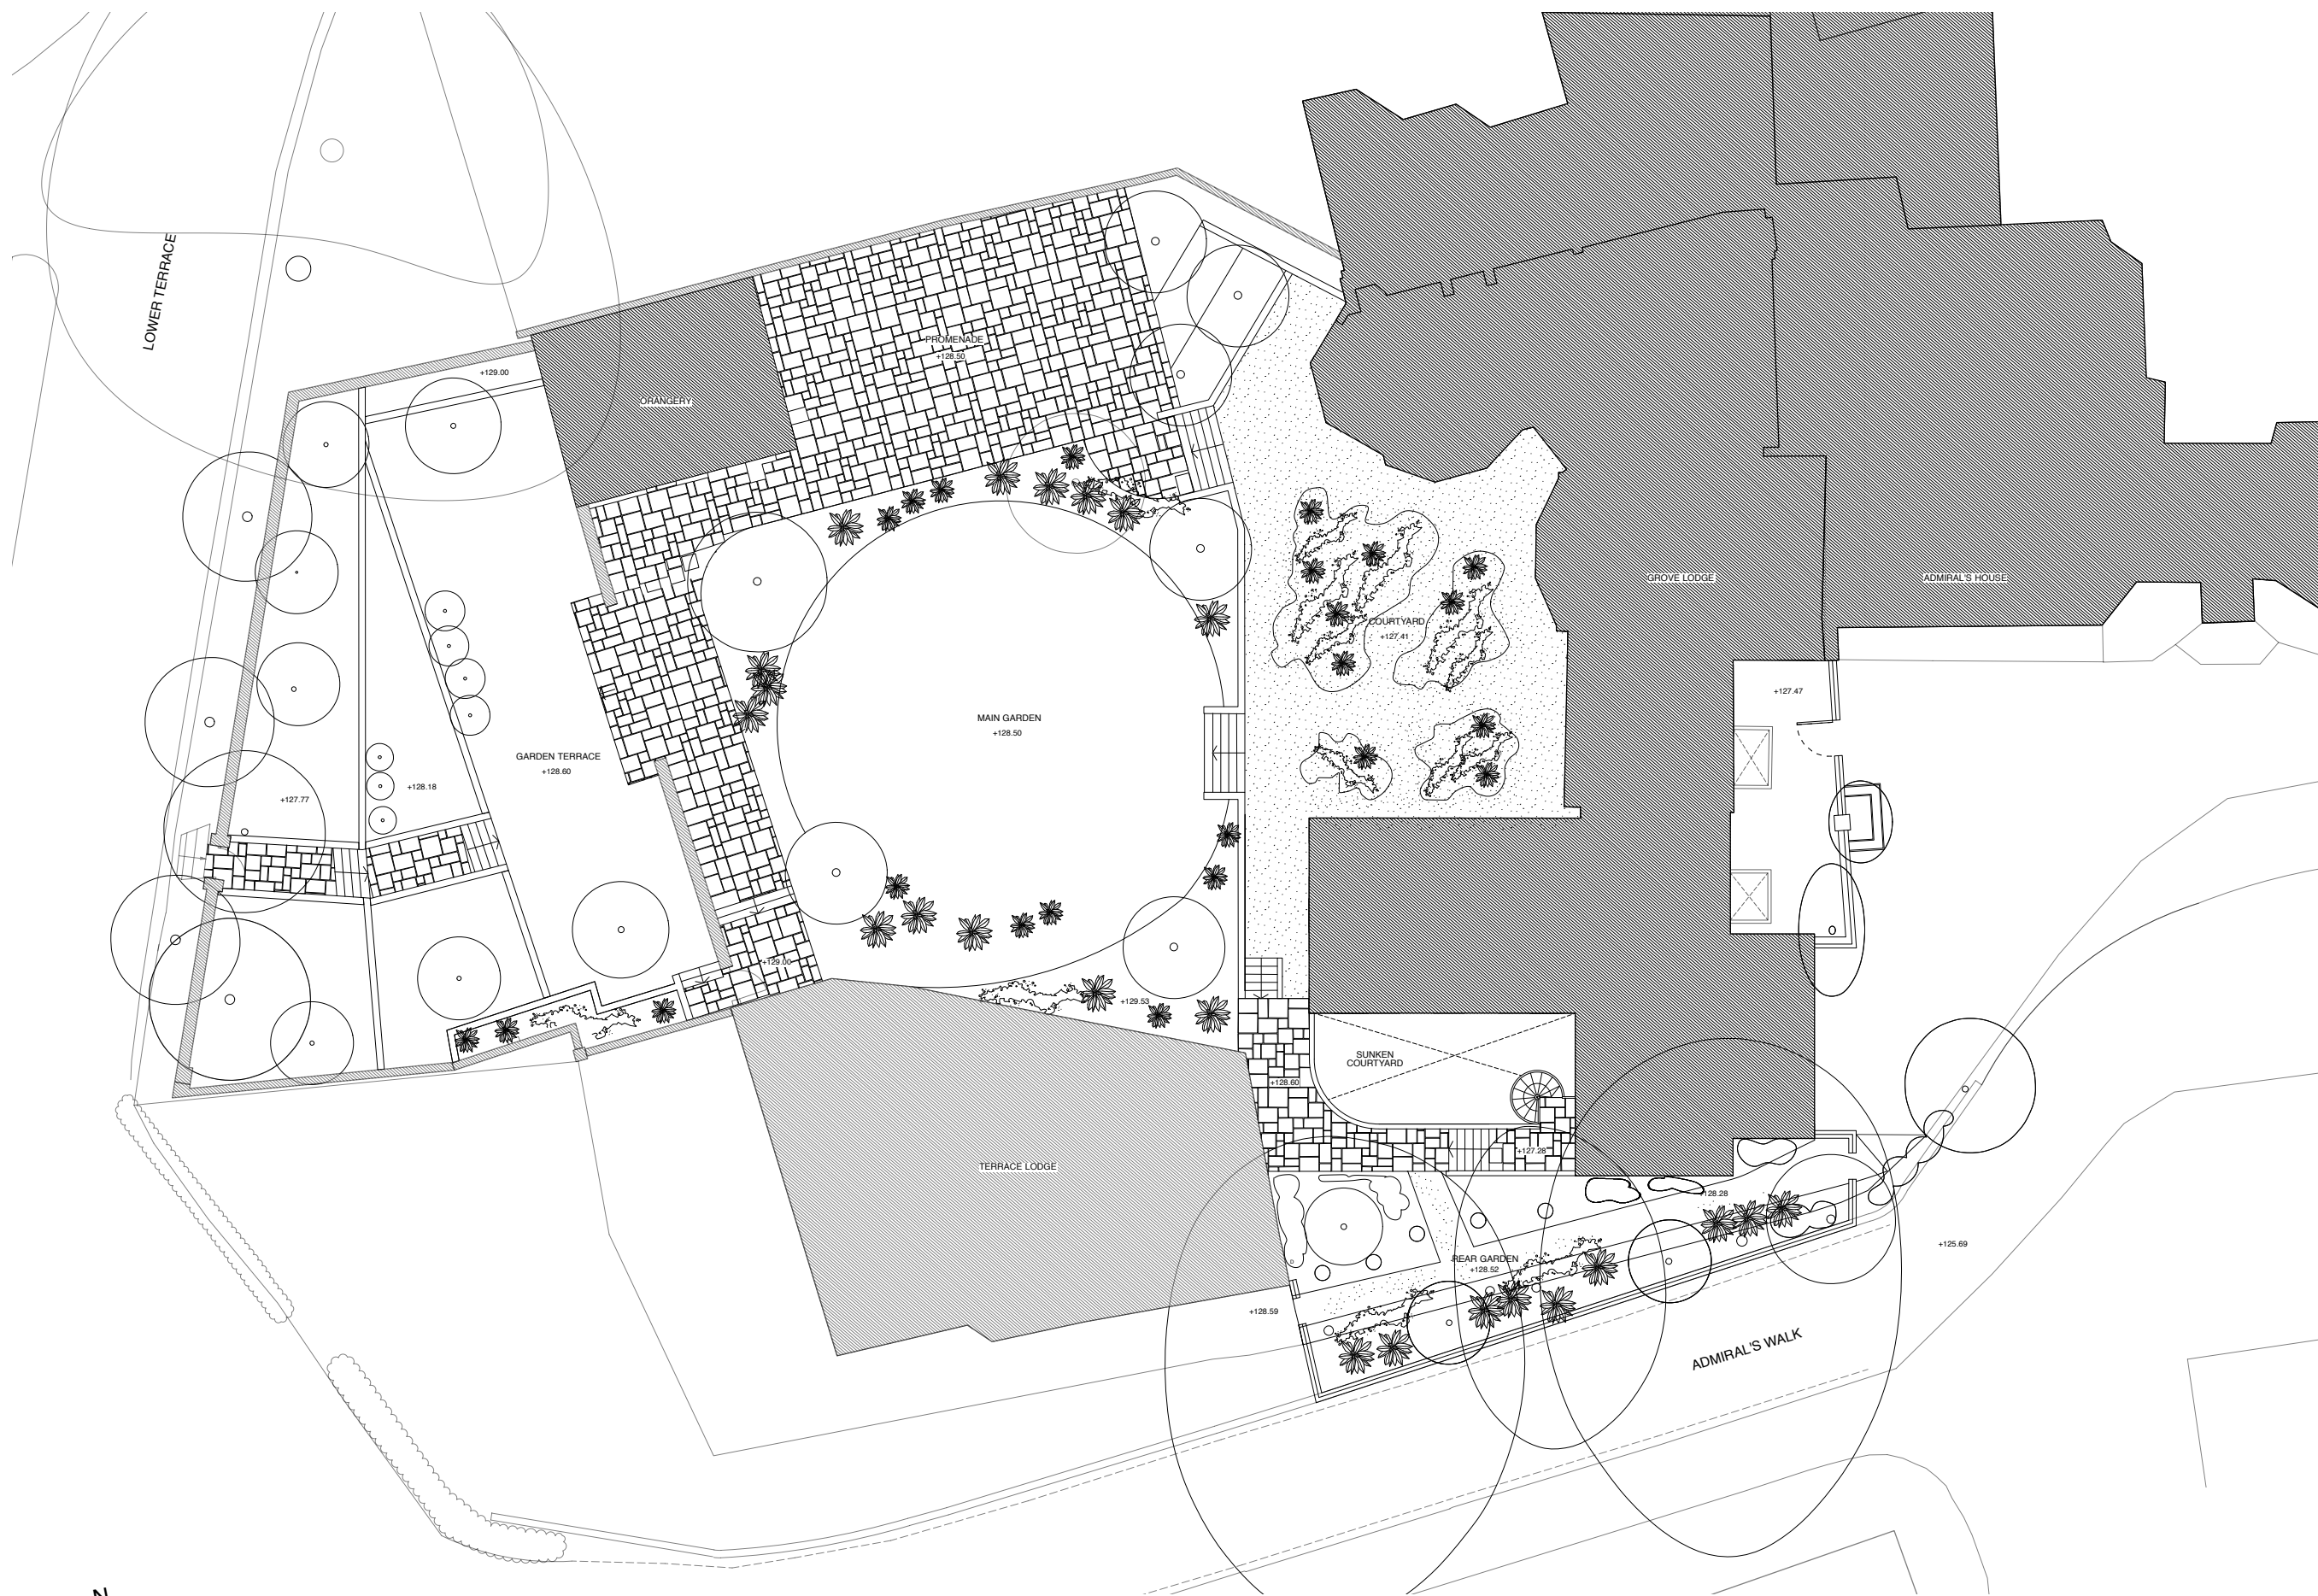 LOWER TERRACE
PROMENADE
+128.50
+129.00
ORANGERY
GROVE LODGE
ADMIRAL'S HOUSE
COURTYARD
+127.41
+127.47
MAIN GARDEN
+128.50
GARDEN TERRACE
+128.60
+128.18
+127.77
+129.00
+129.53
SUNKEN
COURTYARD
+128.60
+127.28
TERRACE LODGE
+128.28
+125.69
REAR GARDEN
+128.52
+128.59
ADMIRAL'S WALK
N